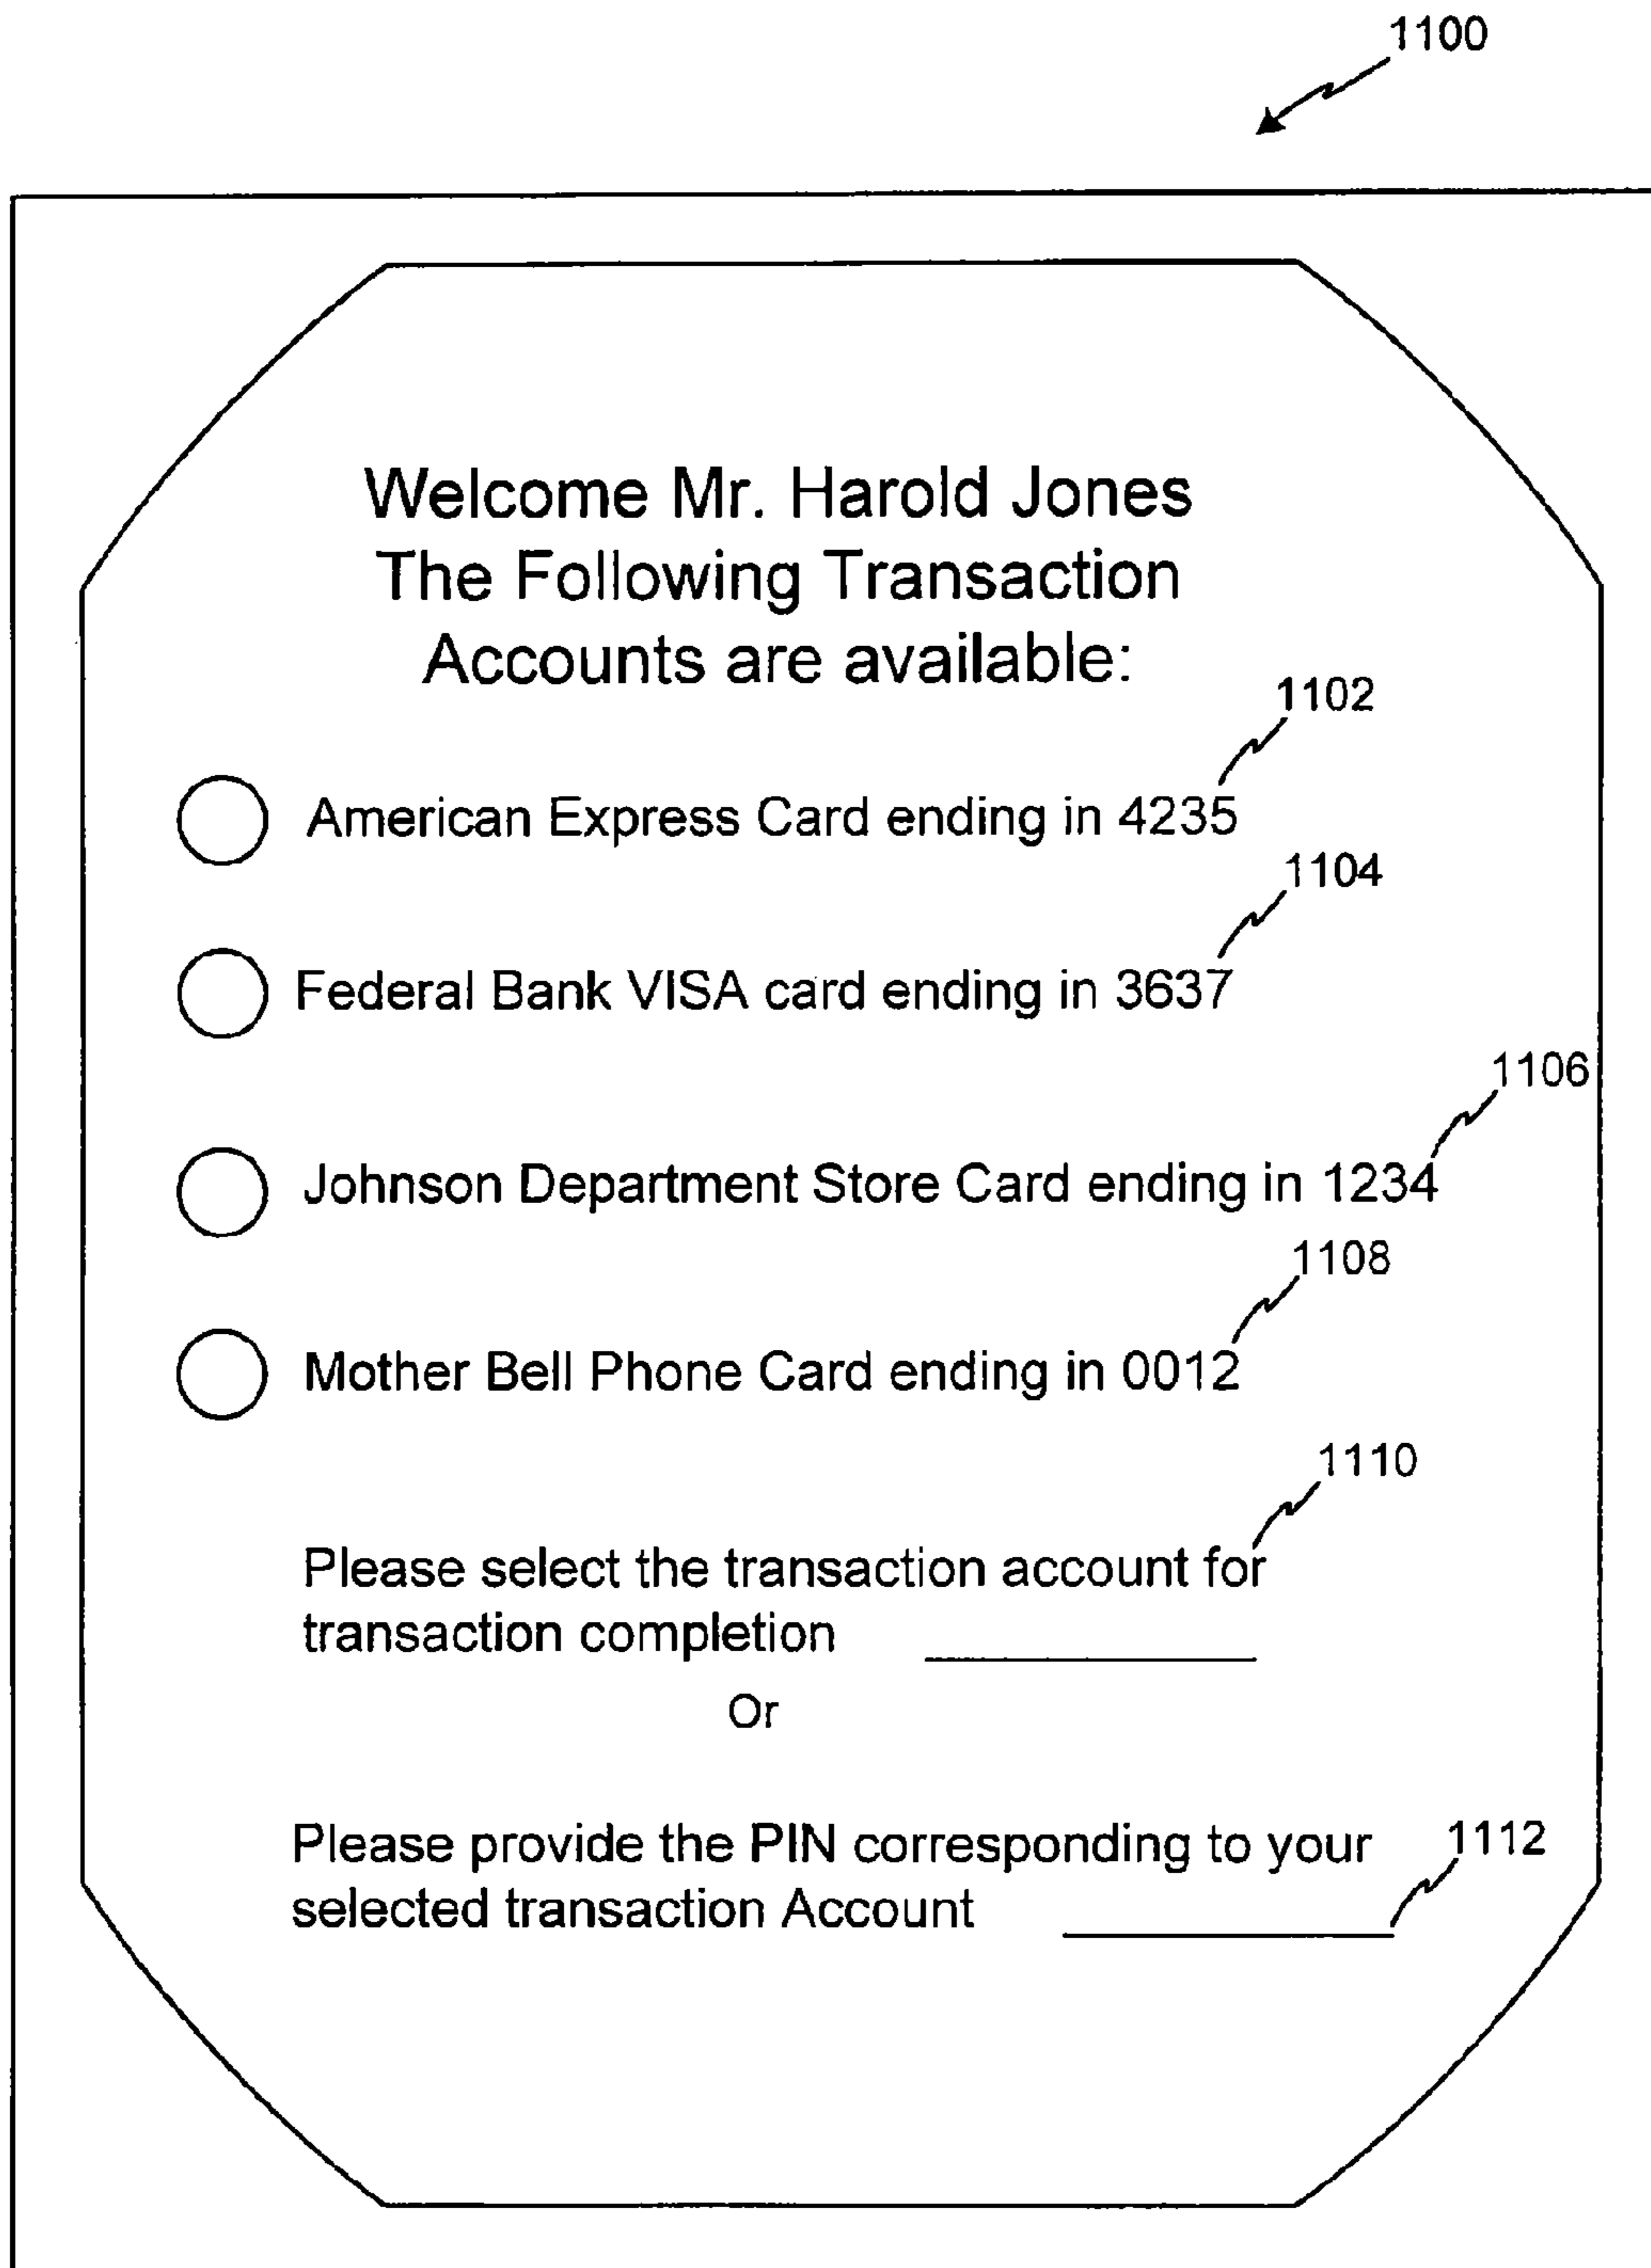 1100
Welcome Mr. Harold Jones
The Following Transaction
Accounts are available:
1102
American Express Card ending in 4235
1104
Federal Bank VISA card ending in 3637
1106
Johnson Department Store Card ending in 1234
1108
Mother Bell Phone Card ending in 0012
1110
Please select the transaction account for
transaction completion
Or
Please provide the PIN corresponding to your
1112
selected transaction Account